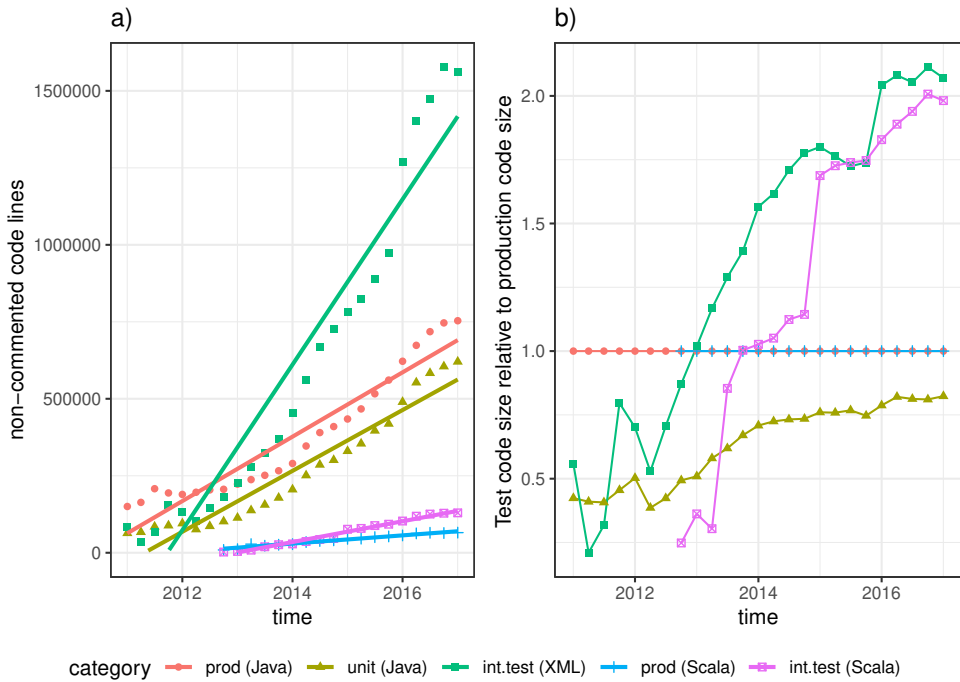 a)
b)
non-commented code lines
1500000
1000000
500000
0
2012
2014
2016
time
Test code size relative to production code size
2.0
1.5
1.0
0.5
2012
2014
2016
time
category prod (Java) unit (Java) int.test (XML) prod (Scala) int.test (Scala)